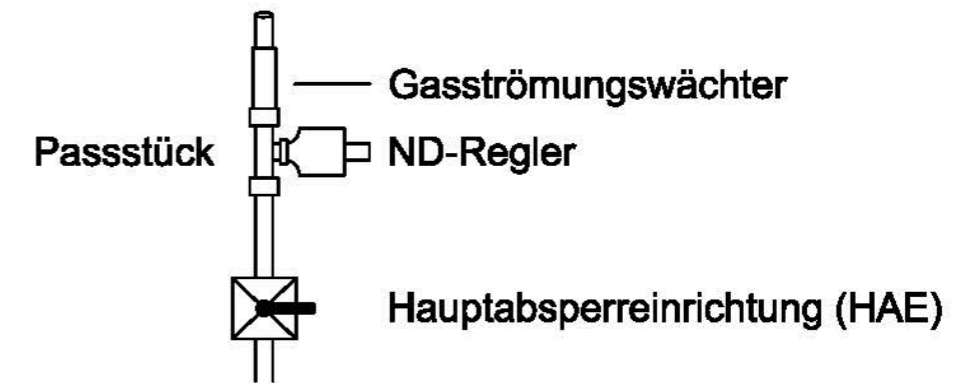 Gasströmungswächter
Passstück
ND-Regler
Hauptabsperreinrichtung (HAE)